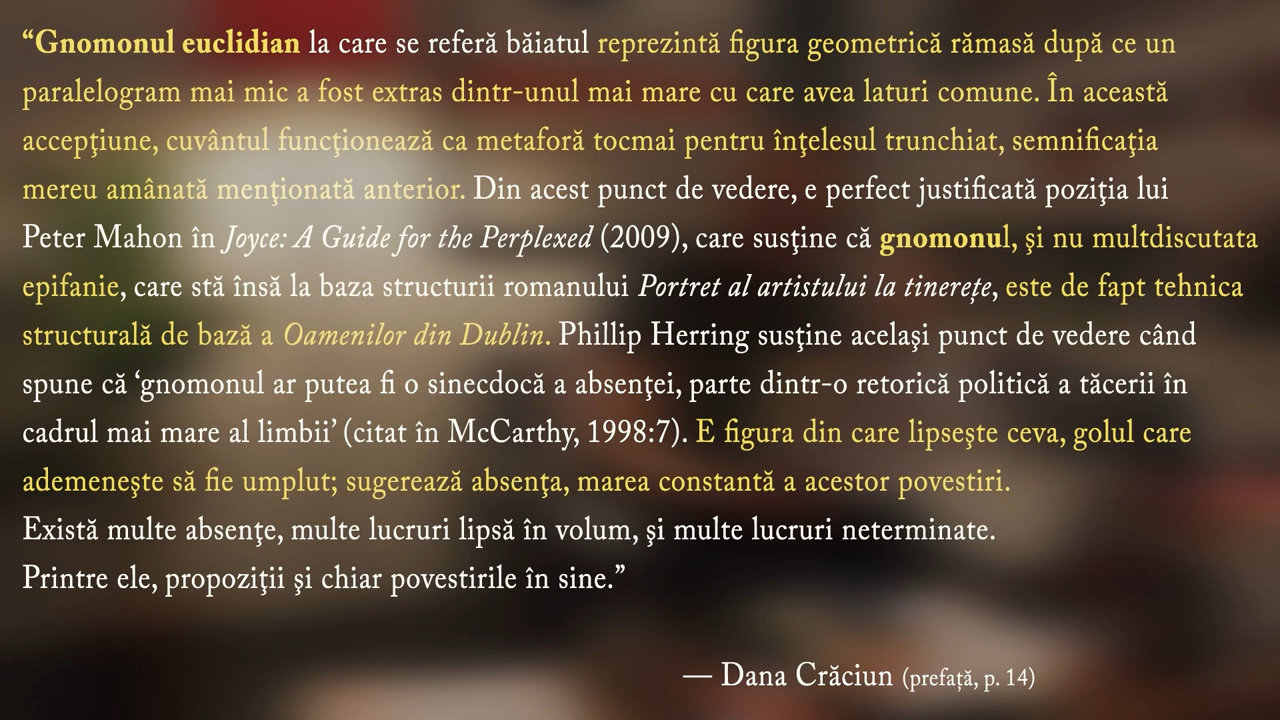 “Gnomonul euclidian la care se referă băiatul reprezintă figura geometrică rămasă după ce un
paralelogram mai mic a fost extras dintr-unul mai mare cu care avea laturi comune. În această
accepţiune, cuvântul funcţionează ca metaforă tocmai pentru înţelesul trunchiat, semnificaţia
mereu amânată menţionată anterior. Din acest punct de vedere, e perfect justificată poziţia lui
Peter Mahon în Joyce: A Guide for the Perplexed (2009), care susţine că gnomonul, şi nu multdiscutata
epifanie, care stă însă la baza structurii romanului Portret al artistului la tinereţe, este de fapt tehnica
structurală de bază a Oamenilor din Dublin. Phillip Herring susţine acelaşi punct de vedere când
spune că ‘gnomonul ar putea fi o sinecdocă a absenţei, parte dintr-o retorică politică a tăcerii în
cadrul mai mare al limbii’ (citat în McCarthy, 1998:7). E figura din care lipseşte ceva, golul care
ademeneşte să fie umplut; sugerează absenţa, marea constantă a acestor povestiri.
Există multe absenţe, multe lucruri lipsă în volum, şi multe lucruri neterminate.
Printre ele, propoziţii şi chiar povestirile în sine.”
— Dana Crăciun (prefaţă, p. 14)